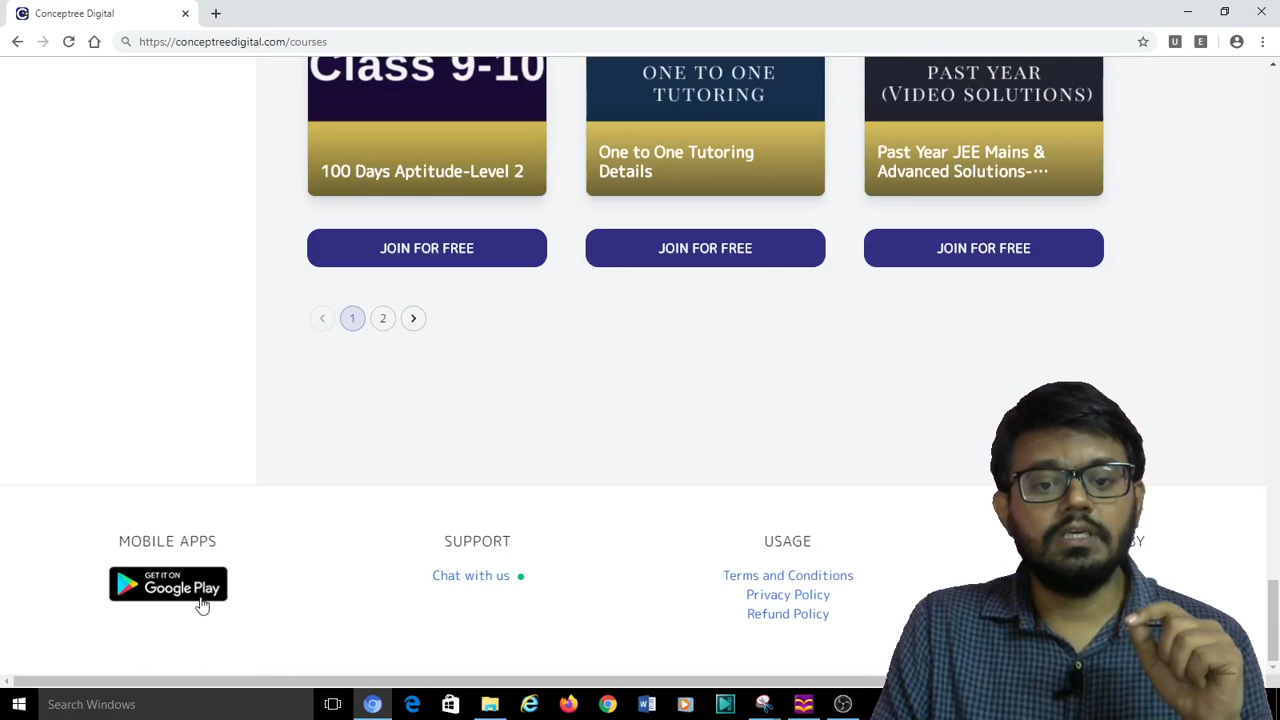 Conceptree Digital
https://conceptreedigital.com/courses
U
E
Class 9-10
100 Days Aptitude-Level 2
JOIN FOR FREE
ONE TO ONE
TUTORING
One to One Tutoring
Details
JOIN FOR FREE
PAST YEAR
(VIDEO SOLUTIONS)
Past Year JEE Mains &
Advanced Solutions-···
JOIN FOR FREE
1
2
MOBILE APPS
GET IT ON
Google Play
SUPPORT
Chat with us
USAGE
Terms and Conditions
Privacy Policy
Refund Policy
BY
Search Windows